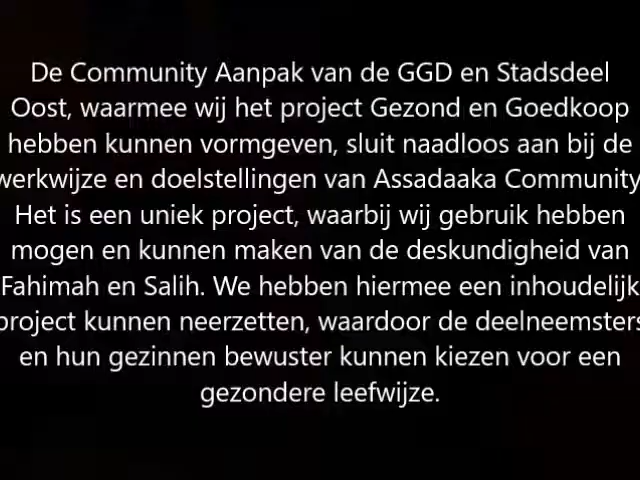 De Community Aanpak van de GGD en Stadsdeel
Oost, waarmee wij het project Gezond en Goedkoop
hebben kunnen vormgeven, sluit naadloos aan bij de
werkwijze en doelstellingen van Assadaaka Community
Het is een uniek project, waarbij wij gebruik hebben
mogen en kunnen maken van de deskundigheid van
Fahimah en Salih. We hebben hiermee een inhoudelijk
project kunnen neerzetten, waardoor de deelneemsters
en hun gezinnen bewuster kunnen kiezen voor een
gezondere leefwijze.